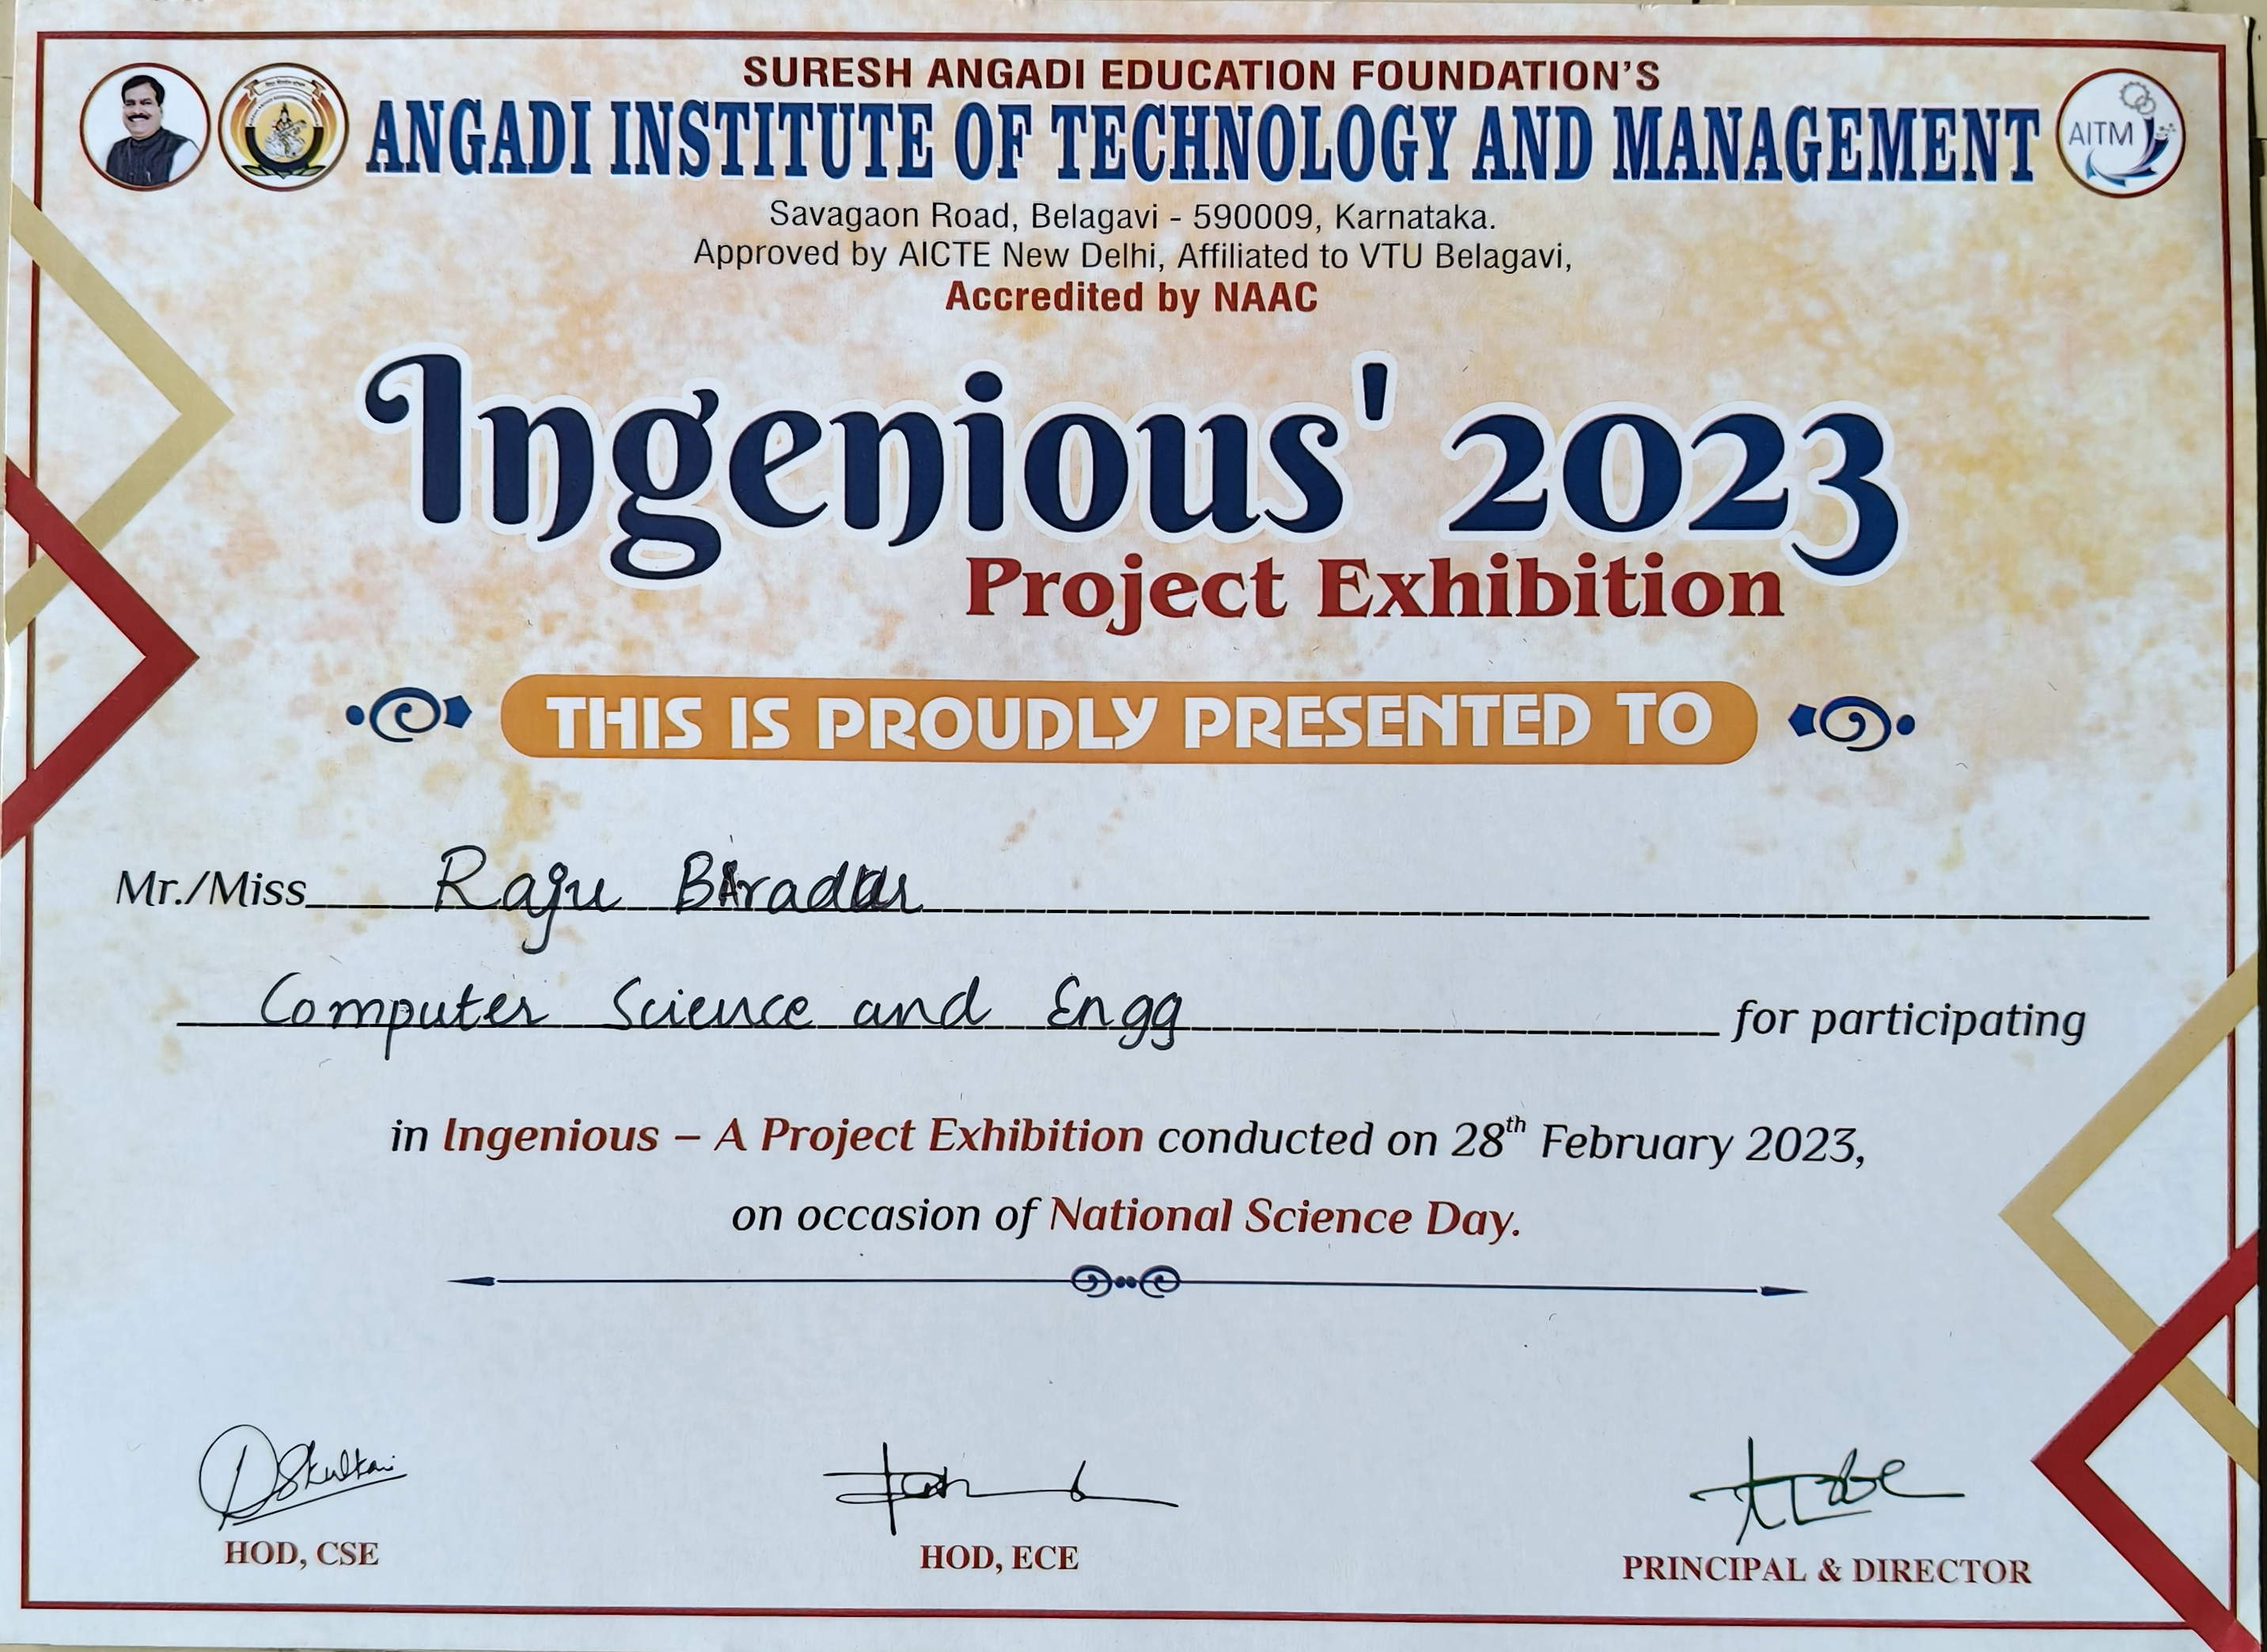 SURESH ANGADI EDUCATION FOUNDATION'S
ANGADI INSTITUTE OF TECHNOLOGY AND MANAGEMENT
AITM
Savagaon Road, Belagavi - 590009, Karnataka.
Approved by AICTE New Delhi, Affiliated to VTU Belagavi,
Accredited by NAAC
Ingenious' 2023
Project Exhibition
THIS IS PROUDLY PRESENTED TO
Mr./Miss Raju Biradar
Computer Science and Engg for participating
in Ingenious – A Project Exhibition conducted on 28th February 2023,
on occasion of National Science Day.
HOD, CSE
HOD, ECE
PRINCIPAL & DIRECTOR